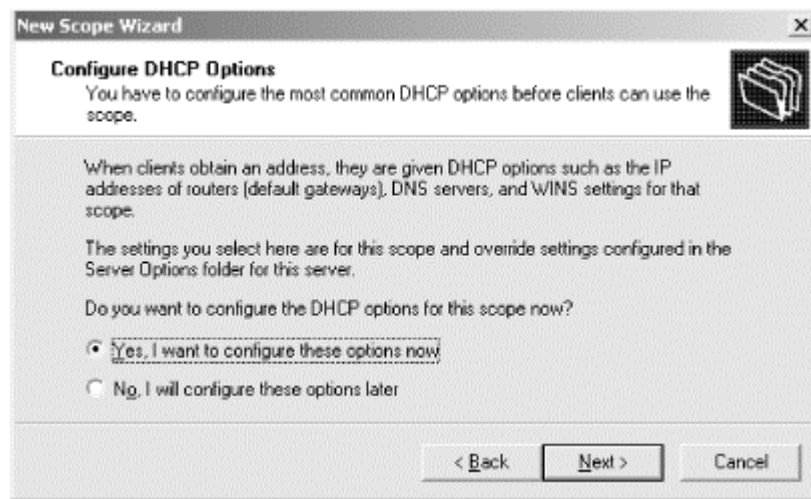 New Scope Wizard
Configure DHCP Options
You have to configure the most common DHCP options before clients can use the
scope.
When clients obtain an address, they are given DHCP options such as the IP
addresses of routers (default gateways), DNS servers, and WINS settings for that
scope.
The settings you select here are for this scope and override settings configured in the
Server Options folder for this server.
Do you want to configure the DHCP options for this scope now?
Yes, I want to configure these options now
No, I will configure these options later
< Back Next > Cancel